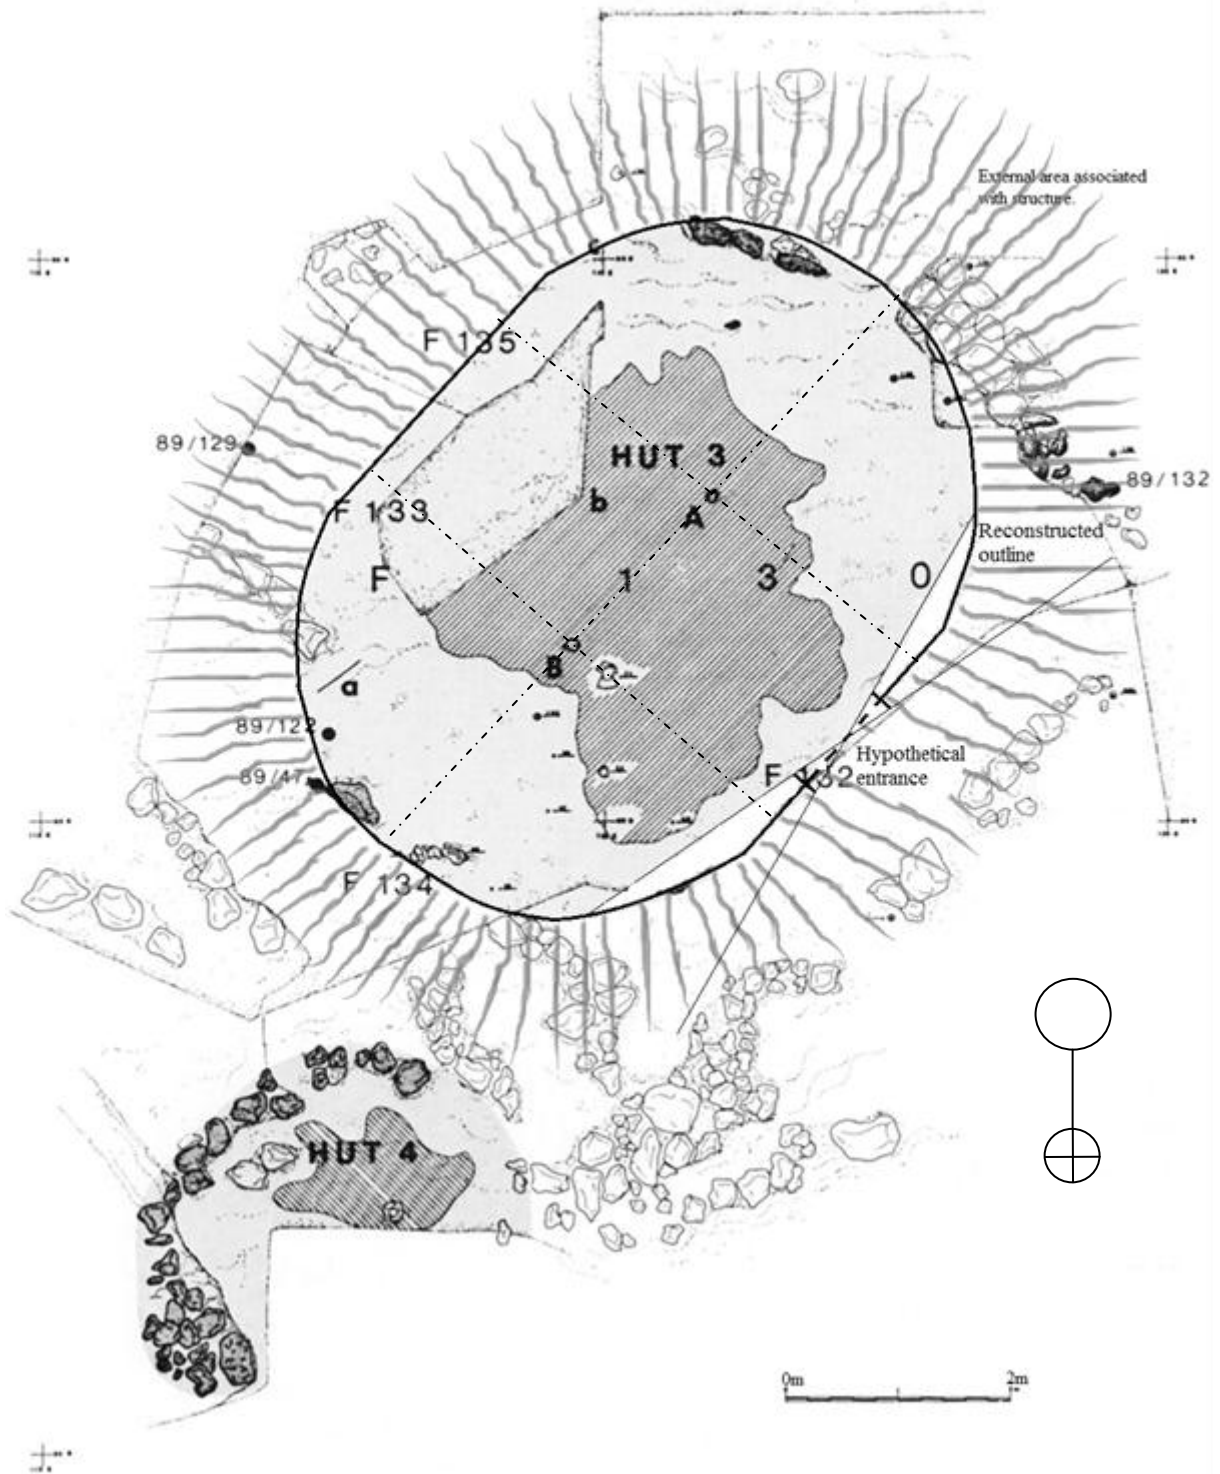 External area associated
with structure.
F 135
89/129
HUT 3
89/132
b
A
F 133
Reconstructed
outline
F
1
3
0
B
a
89/122
Hypothetical
entrance
F 132
89/47
F 134
HUT 4
0m
2m